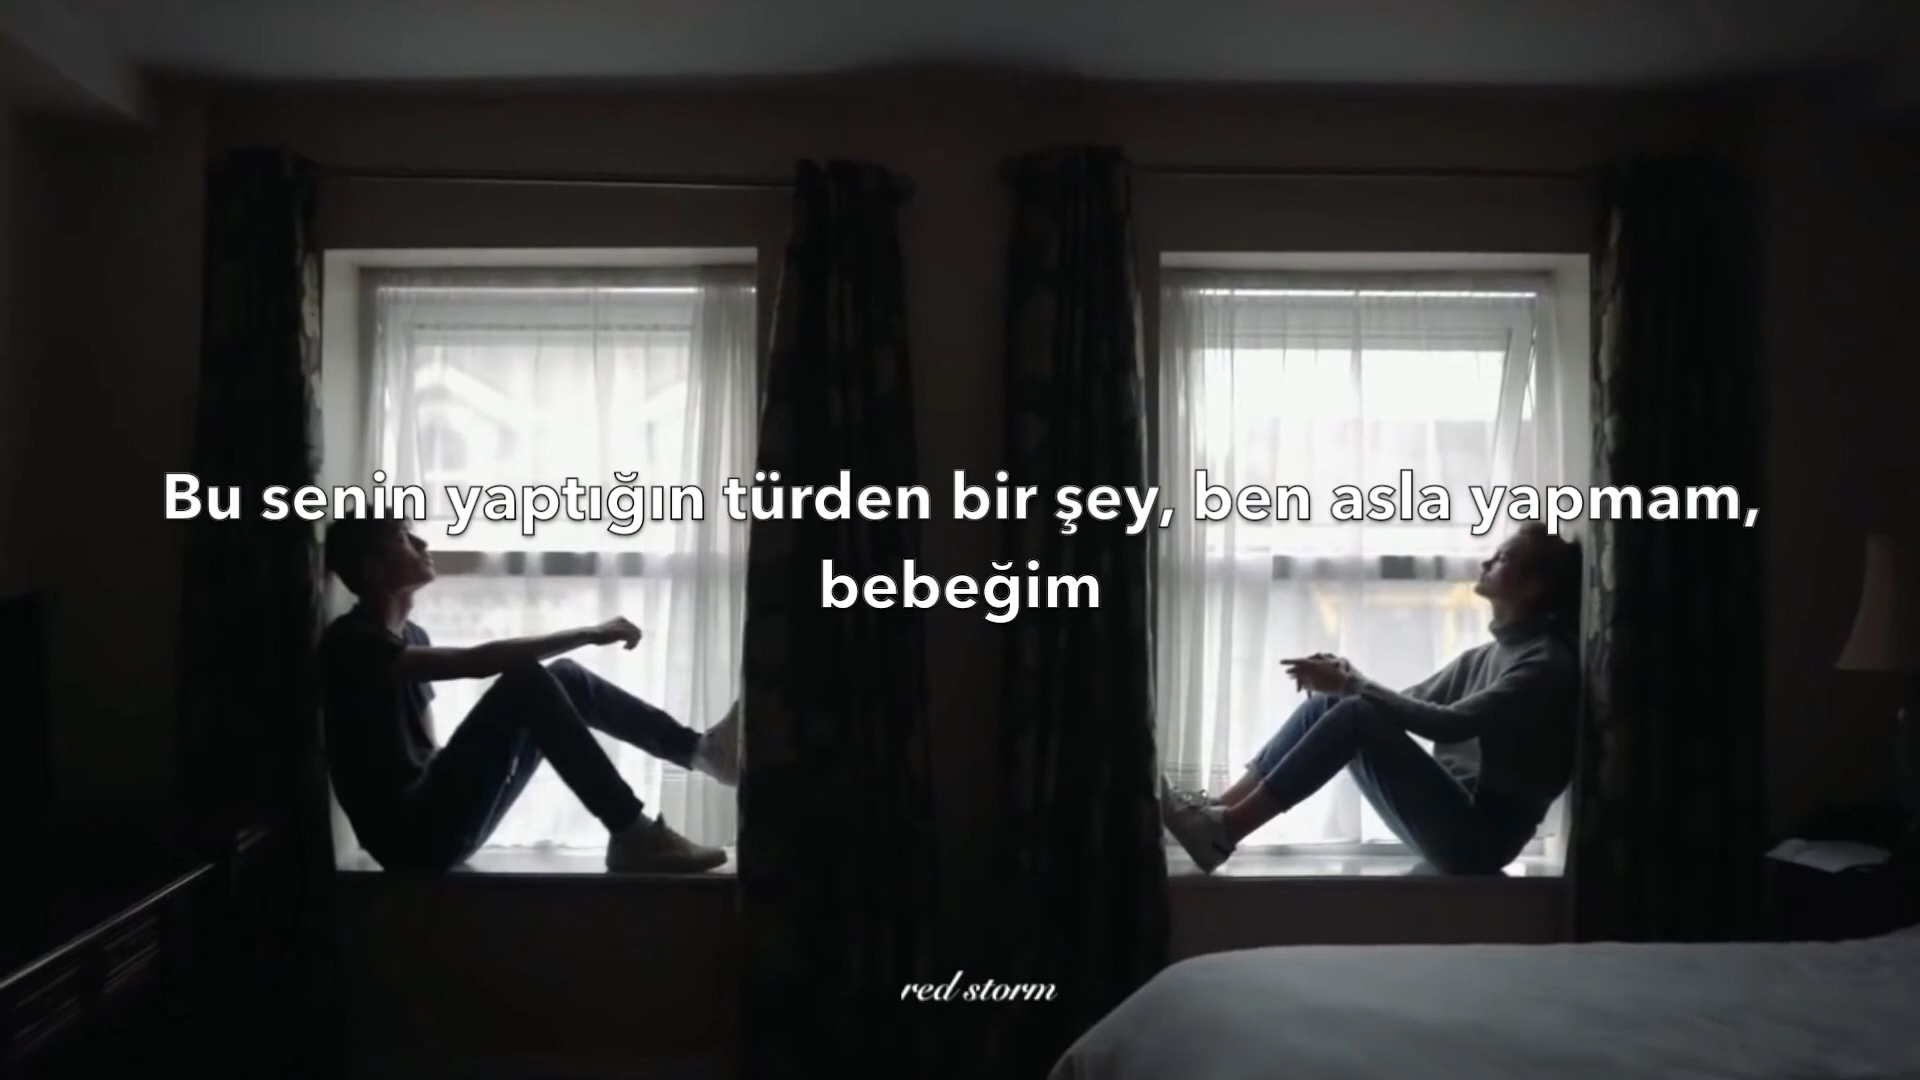 Bu senin yaptığın türden bir şey, ben asla yapmam,
bebeğim
red storm